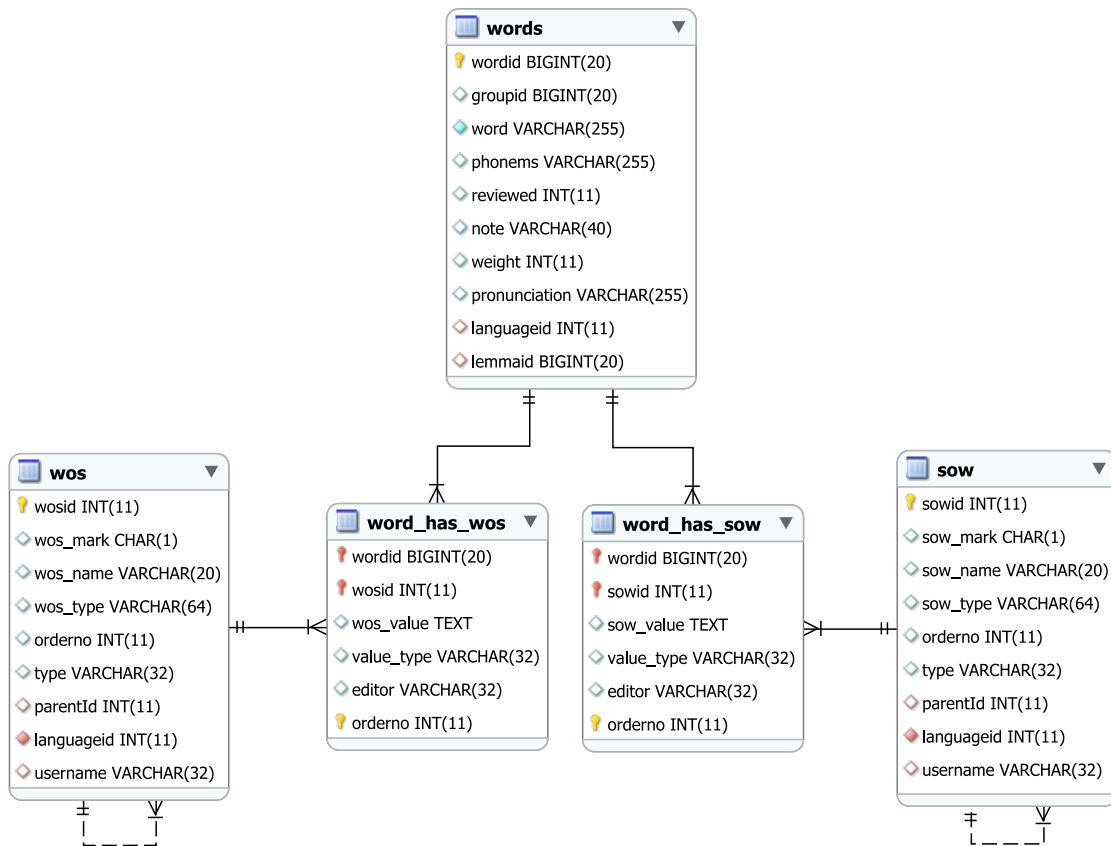 words
wordid BIGINT(20)
groupid BIGINT(20)
word VARCHAR(255)
phonems VARCHAR(255)
reviewed INT(11)
note VARCHAR(40)
weight INT(11)
pronunciation VARCHAR(255)
languageid INT(11)
lemmaid BIGINT(20)
wos
wosid INT(11)
wos_mark CHAR(1)
wos_name VARCHAR(20)
wos_type VARCHAR(64)
orderno INT(11)
type VARCHAR(32)
parentId INT(11)
languageid INT(11)
username VARCHAR(32)
word_has_wos
wordid BIGINT(20)
wosid INT(11)
wos_value TEXT
value_type VARCHAR(32)
editor VARCHAR(32)
orderno INT(11)
word_has_sow
wordid BIGINT(20)
sowid INT(11)
sow_value TEXT
value_type VARCHAR(32)
editor VARCHAR(32)
orderno INT(11)
sow
sowid INT(11)
sow_mark CHAR(1)
sow_name VARCHAR(20)
sow_type VARCHAR(64)
orderno INT(11)
type VARCHAR(32)
parentId INT(11)
languageid INT(11)
username VARCHAR(32)